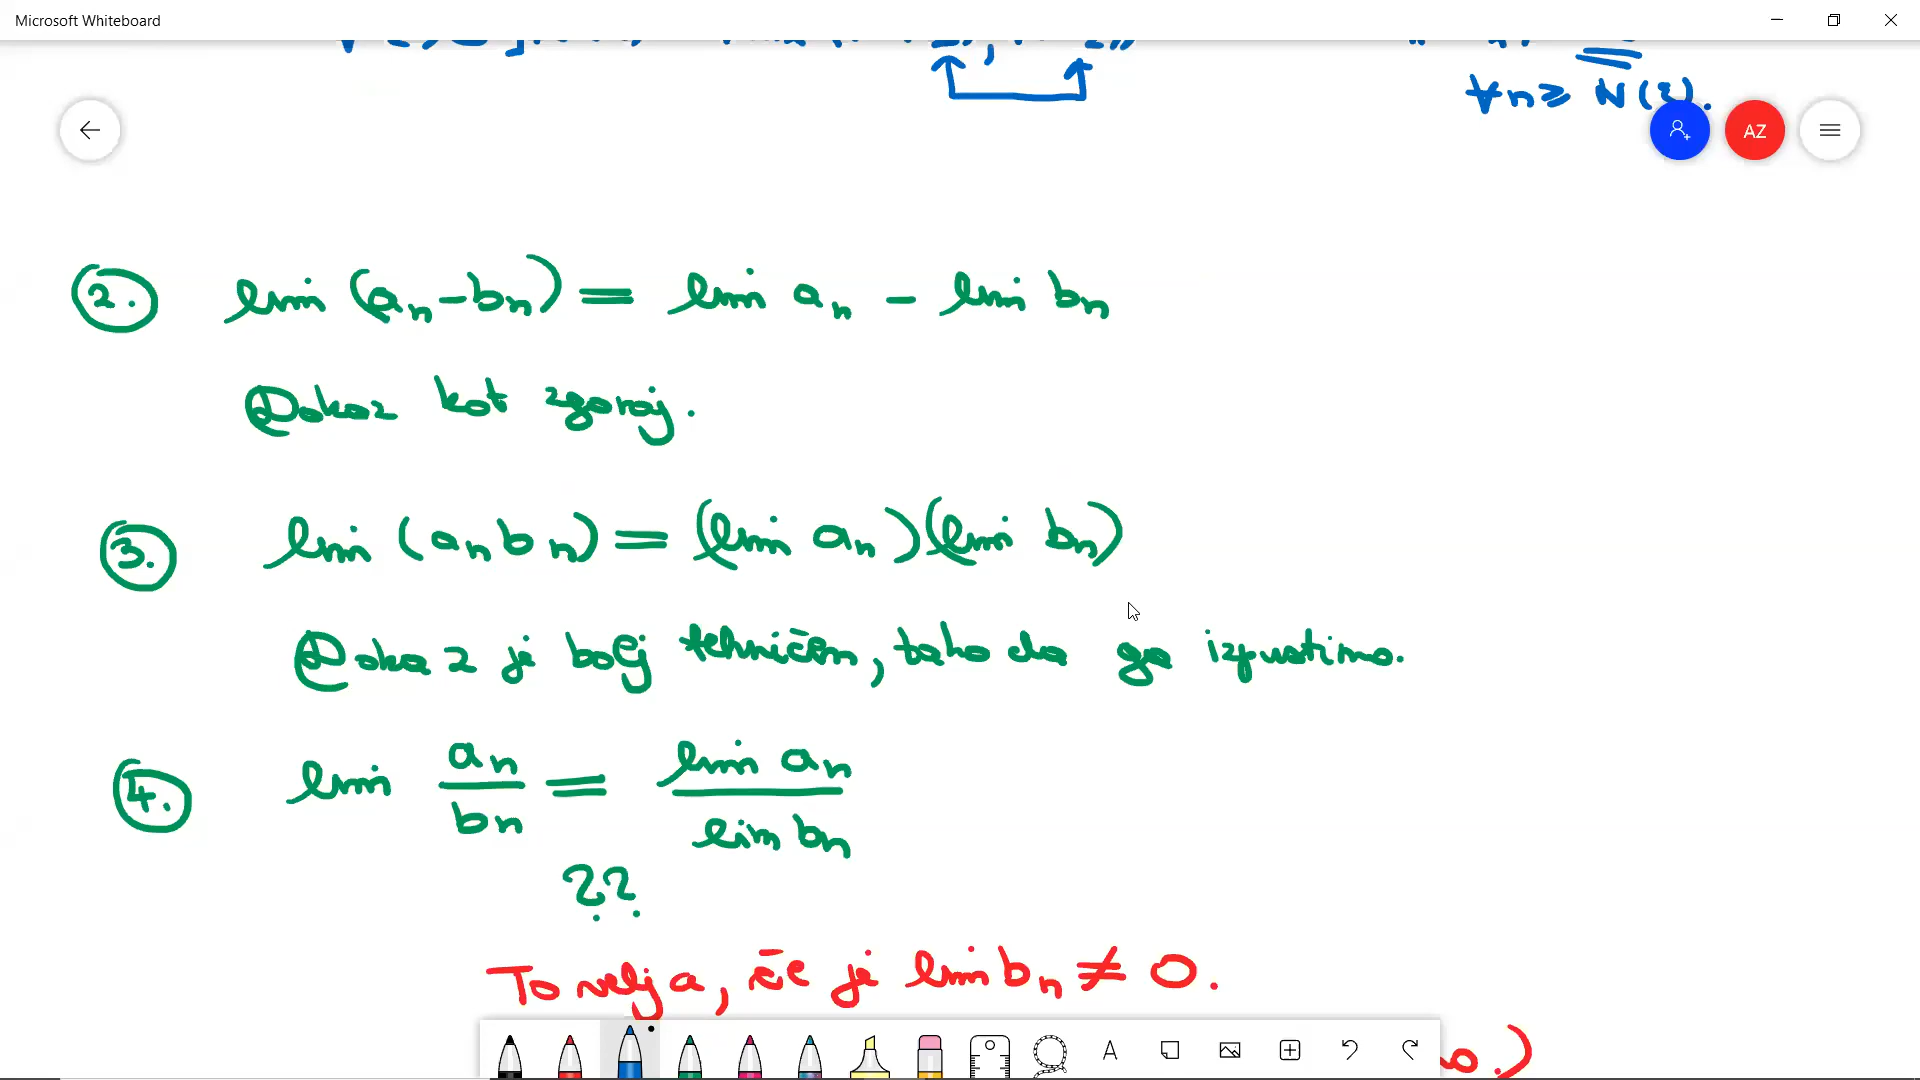 Microsoft Whiteboard
∀n ≥ N(ε).
AZ
2. lim (aₙ - bₙ) = lim aₙ - lim bₙ
Dokaz kot zgoraj.
3. lim (aₙ bₙ) = (lim aₙ)(lim bₙ)
Dokaz je bolj tehničen, tako da ga izpustimo.
4. lim aₙ/bₙ = lim aₙ / lim bₙ
??
To velja, če je lim bₙ ≠ 0.